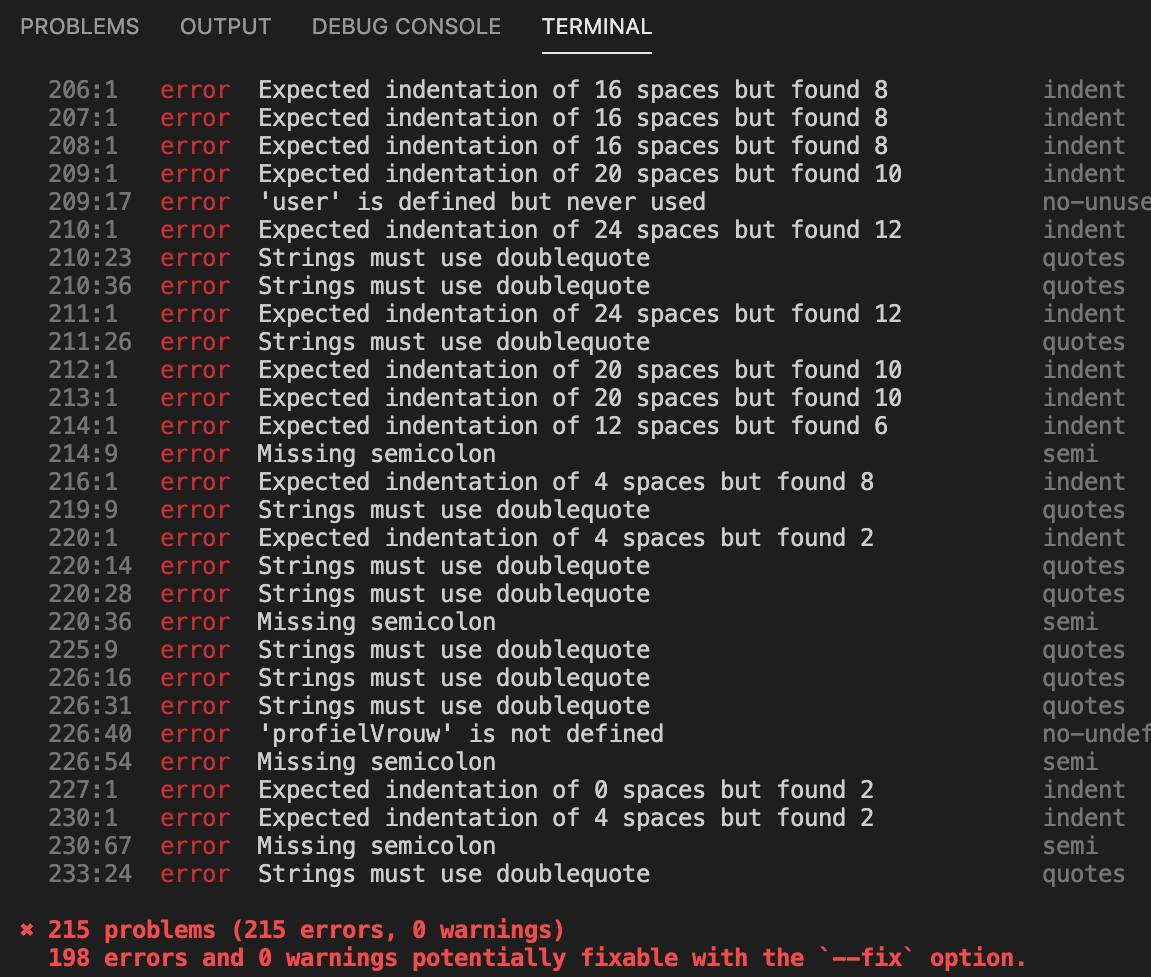 PROBLEMS OUTPUT DEBUG CONSOLE TERMINAL
206:1 error Expected indentation of 16 spaces but found 8 indent
207:1 error Expected indentation of 16 spaces but found 8 indent
208:1 error Expected indentation of 16 spaces but found 8 indent
209:1 error Expected indentation of 20 spaces but found 10 indent
209:17 error 'user' is defined but never used no-unuse
210:1 error Expected indentation of 24 spaces but found 12 indent
210:23 error Strings must use doublequote quotes
210:36 error Strings must use doublequote quotes
211:1 error Expected indentation of 24 spaces but found 12 indent
211:26 error Strings must use doublequote quotes
212:1 error Expected indentation of 20 spaces but found 10 indent
213:1 error Expected indentation of 20 spaces but found 10 indent
214:1 error Expected indentation of 12 spaces but found 6 indent
214:9 error Missing semicolon semi
216:1 error Expected indentation of 4 spaces but found 8 indent
219:9 error Strings must use doublequote quotes
220:1 error Expected indentation of 4 spaces but found 2 indent
220:14 error Strings must use doublequote quotes
220:28 error Strings must use doublequote quotes
220:36 error Missing semicolon semi
225:9 error Strings must use doublequote quotes
226:16 error Strings must use doublequote quotes
226:31 error Strings must use doublequote quotes
226:40 error 'profielVrouw' is not defined no-undef
226:54 error Missing semicolon semi
227:1 error Expected indentation of 0 spaces but found 2 indent
230:1 error Expected indentation of 4 spaces but found 2 indent
230:67 error Missing semicolon semi
233:24 error Strings must use doublequote quotes
✖ 215 problems (215 errors, 0 warnings)
198 errors and 0 warnings potentially fixable with the `--fix` option.